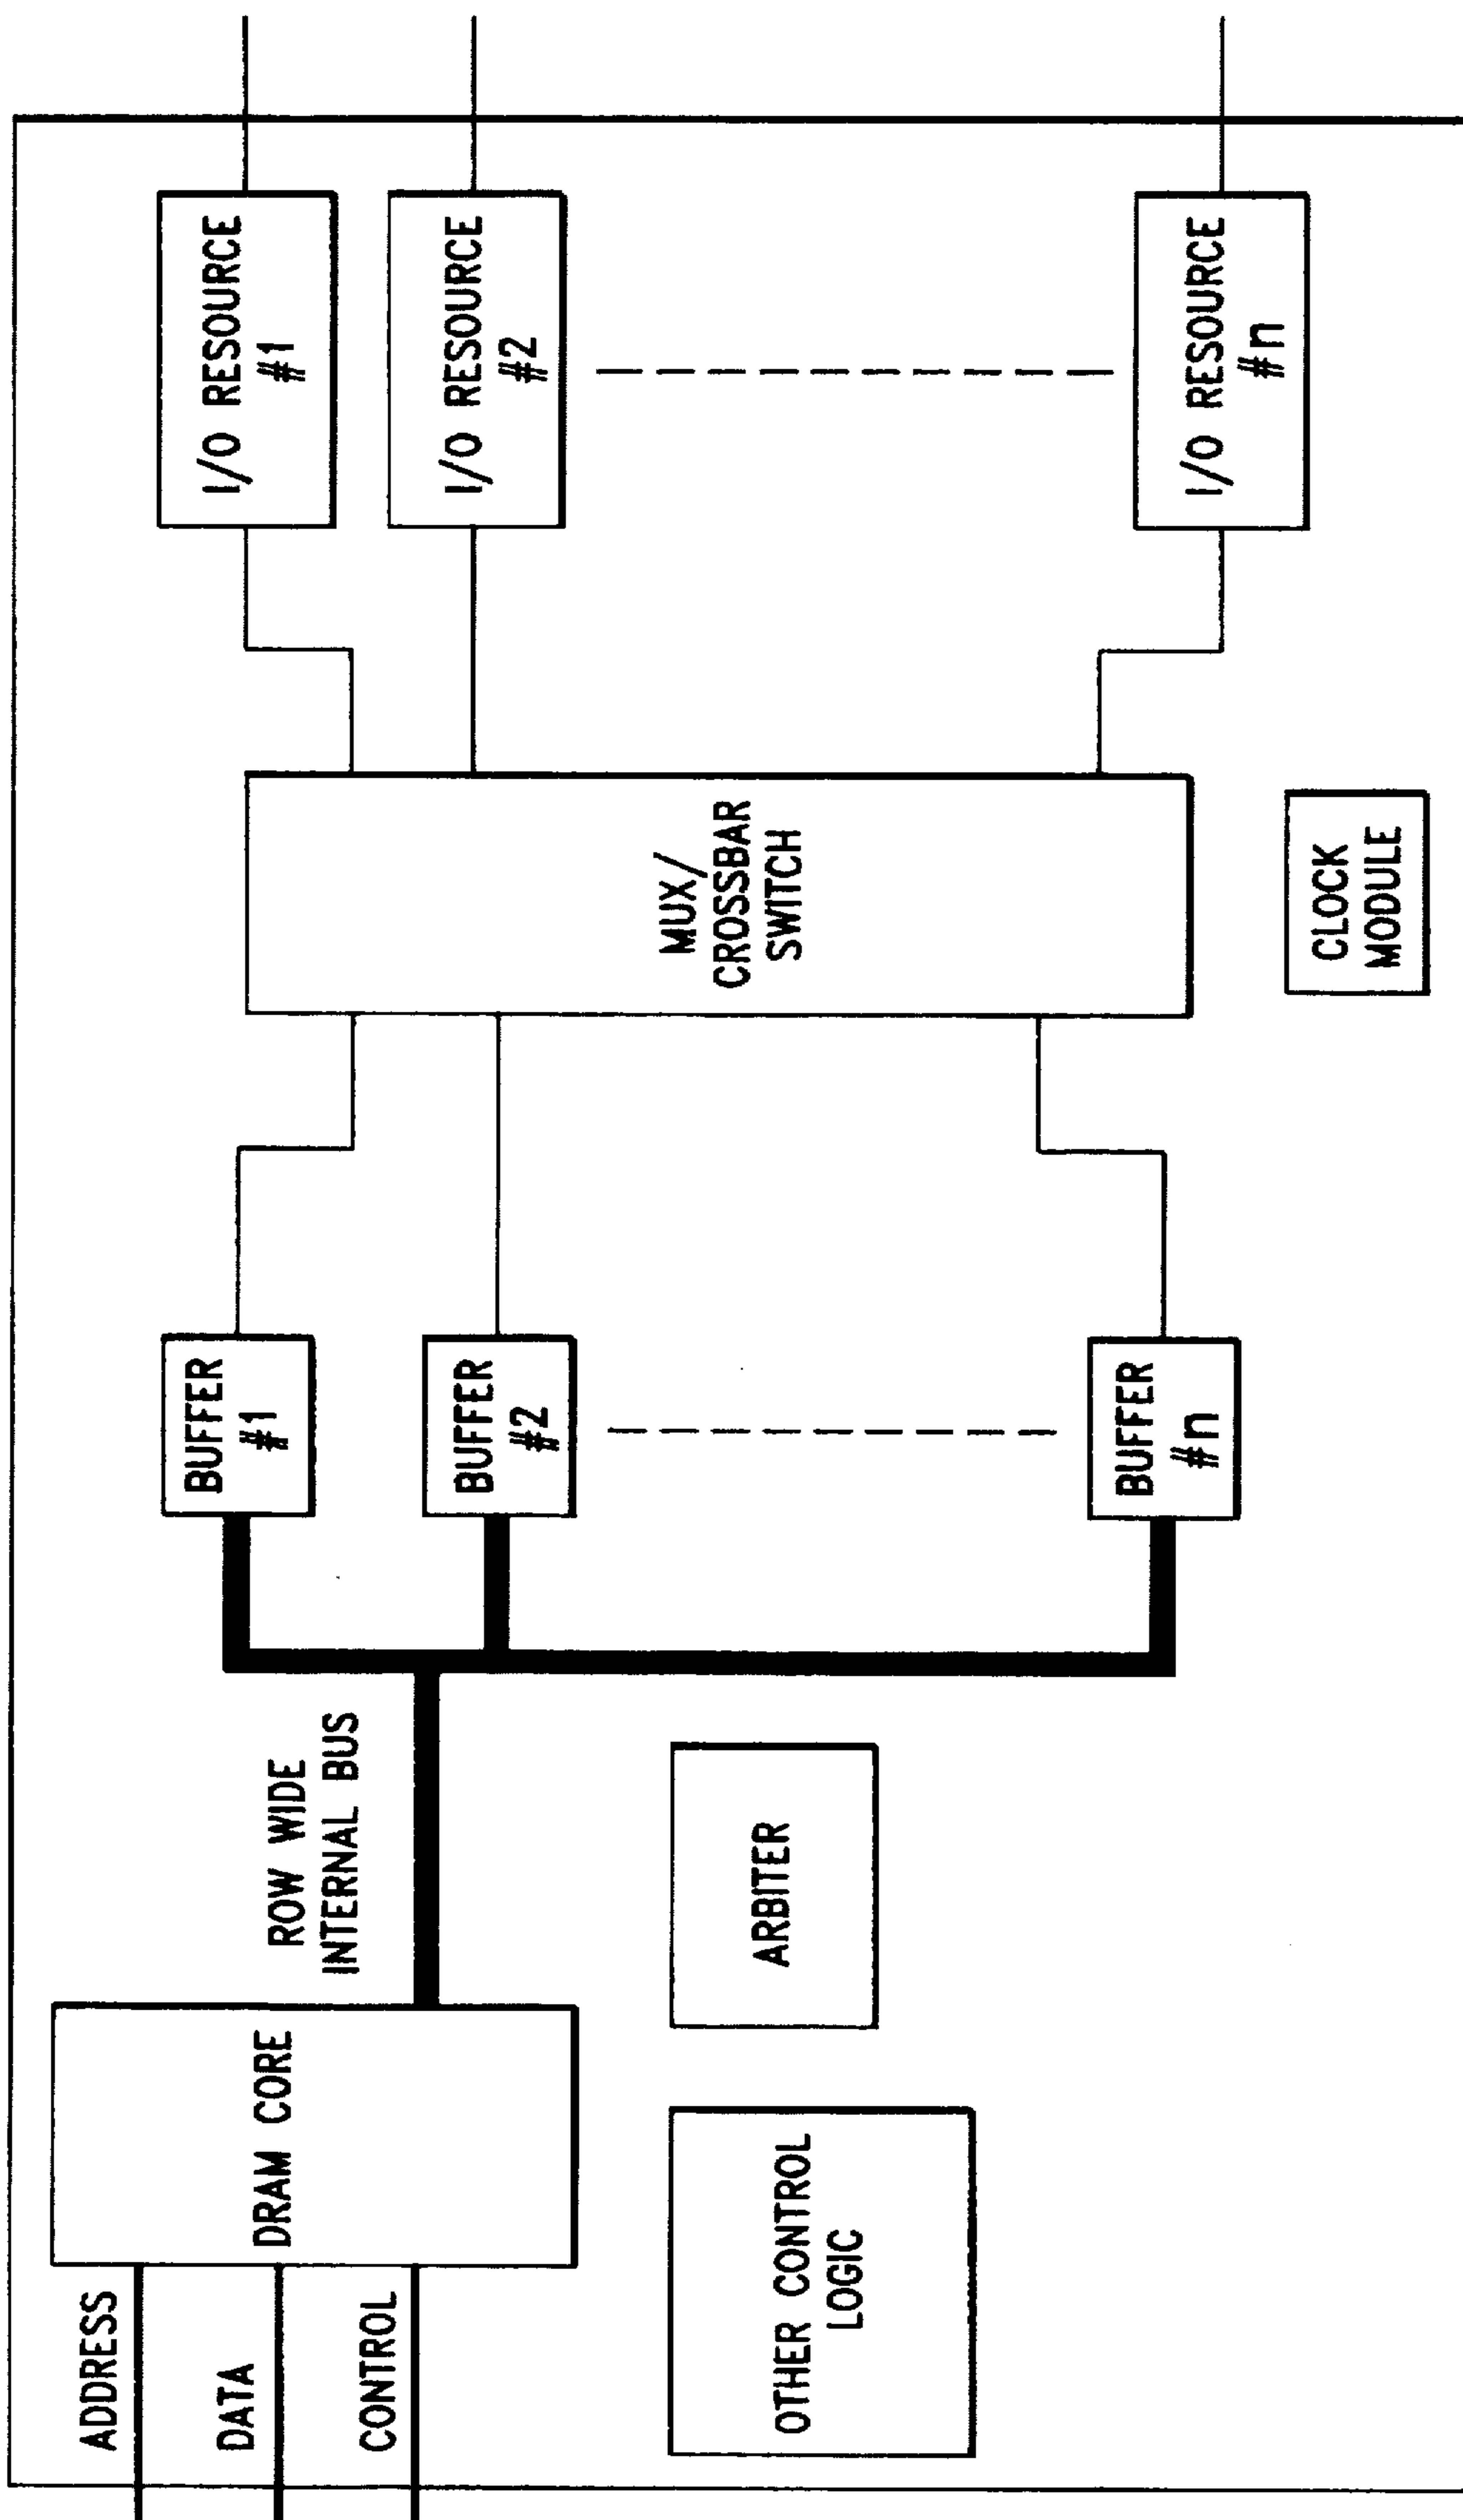 ADDRESS
DATA
CONTROL
DRAM CORE
ROW WIDE
INTERNAL BUS
OTHER CONTROL
LOGIC
ARBITER
BUFFER
#1
BUFFER
#2
BUFFER
#n
MUX/
CROSSBAR
SWITCH
CLOCK
MODULE
I/O RESOURCE
#1
I/O RESOURCE
#2
I/O RESOURCE
#n